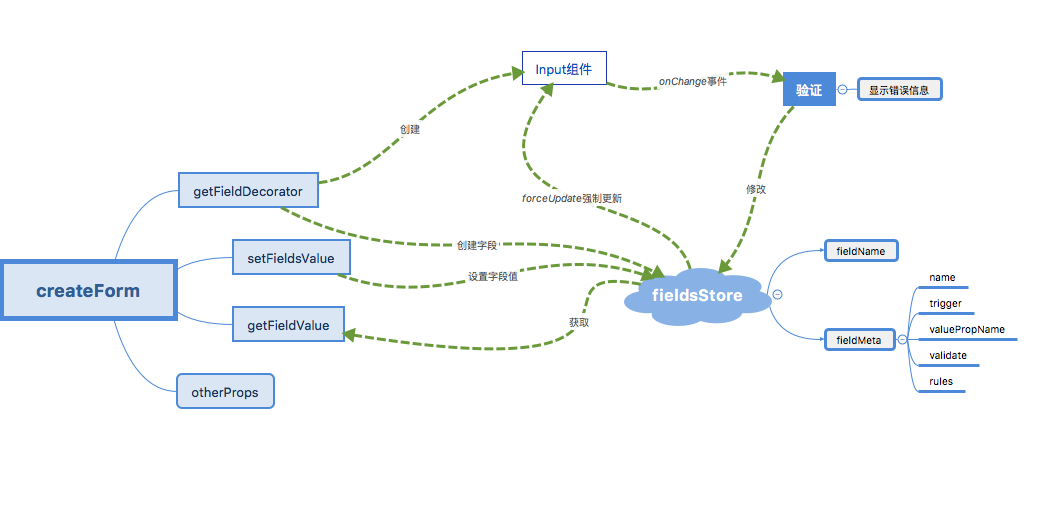 Input组件
onChange事件
验证
显示错误信息
创建
getFieldDecorator
forceUpdate强制更新
修改
创建字段
setFieldsValue
设置字段值
createForm
getFieldValue
获取
otherProps
fieldsStore
fieldName
fieldMeta
name
trigger
valuePropName
validate
rules